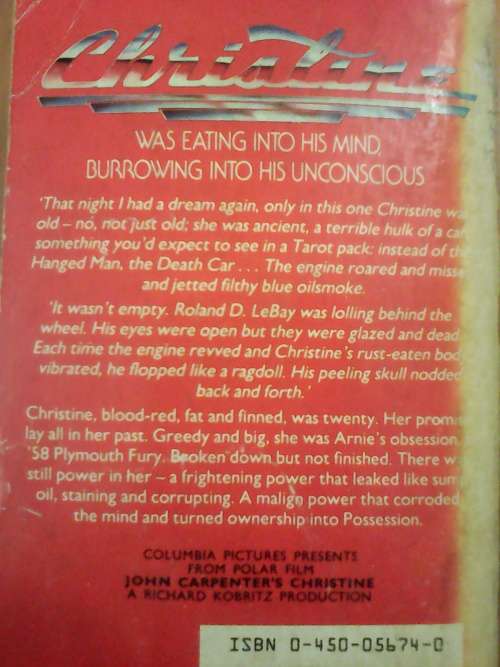 Christine
WAS EATING INTO HIS MIND,
BURROWING INTO HIS UNCONSCIOUS
'That night I had a dream again, only in this one Christine wa
old – no, not just old; she was ancient, a terrible hulk of a car
something you'd expect to see in a Tarot pack: instead of th
Hanged Man, the Death Car . . . The engine roared and misse
and jetted filthy blue oilsmoke.
'It wasn't empty. Roland D. LeBay was lolling behind the
wheel. His eyes were open but they were glazed and dead
Each time the engine revved and Christine's rust-eaten bod
vibrated, he flopped like a ragdoll. His peeling skull nodded
back and forth.'
Christine, blood-red, fat and finned, was twenty. Her promis
lay all in her past. Greedy and big, she was Arnie's obsession,
'58 Plymouth Fury. Broken down but not finished. There w
still power in her – a frightening power that leaked like sum
oil, staining and corrupting. A malign power that corroded
the mind and turned ownership into Possession.
COLUMBIA PICTURES PRESENTS
FROM POLAR FILM
JOHN CARPENTER'S CHRISTINE
A RICHARD KOBRITZ PRODUCTION
ISBN 0-450-05674-0